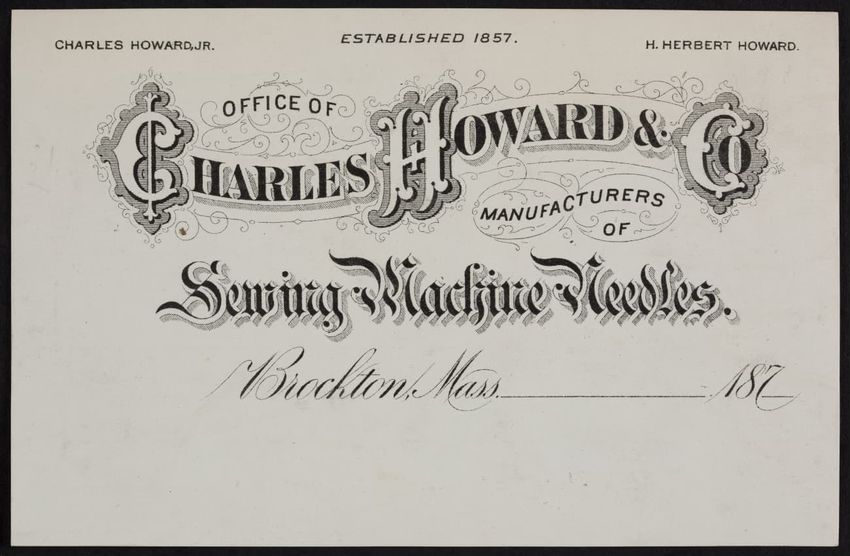 CHARLES HOWARD, JR.
ESTABLISHED 1857.
H. HERBERT HOWARD.
OFFICE OF
CHARLES HOWARD & CO
MANUFACTURERS
OF
Sewing Machine Needles.
Brockton, Mass. 187